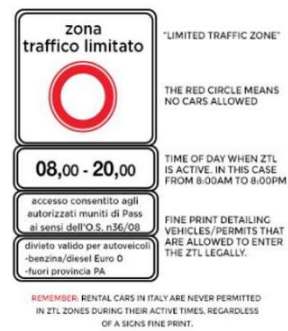 zona
traffico limitato
"LIMITED TRAFFIC ZONE"
THE RED CIRCLE MEANS
NO CARS ALLOWED
08,00 - 20,00
TIME OF DAY WHEN ZTL
IS ACTIVE. IN THIS CASE
FROM 8:00AM TO 8:00PM
accesso consentito agli
autorizzati muniti di Pass
ai sensi dell'O.S. n36/08
divieto valido per autoveicoli
-benzina/diesel Euro 0
-fuori provincia PA
FINE PRINT DETAILING
VEHICLES/PERMITS THAT
ARE ALLOWED TO ENTER
THE ZTL LEGALLY.
REMEMBER: RENTAL CARS IN ITALY ARE NEVER PERMITTED
IN ZTL ZONES DURING THEIR ACTIVE TIMES, REGARDLESS
OF A SIGNS FINE PRINT.